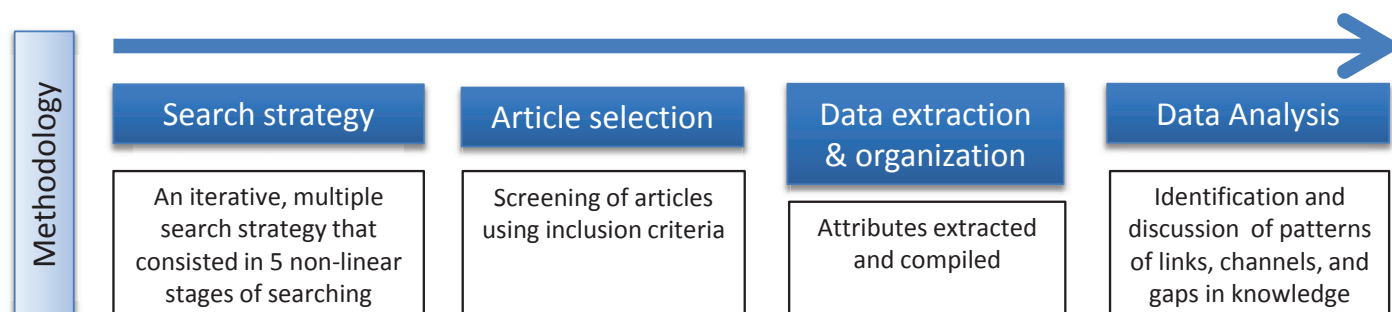 Methodology
Search strategy
An iterative, multiple
search strategy that
consisted in 5 non-linear
stages of searching
Article selection
Screening of articles
using inclusion criteria
Data extraction
& organization
Attributes extracted
and compiled
Data Analysis
Identification and
discussion of patterns
of links, channels, and
gaps in knowledge